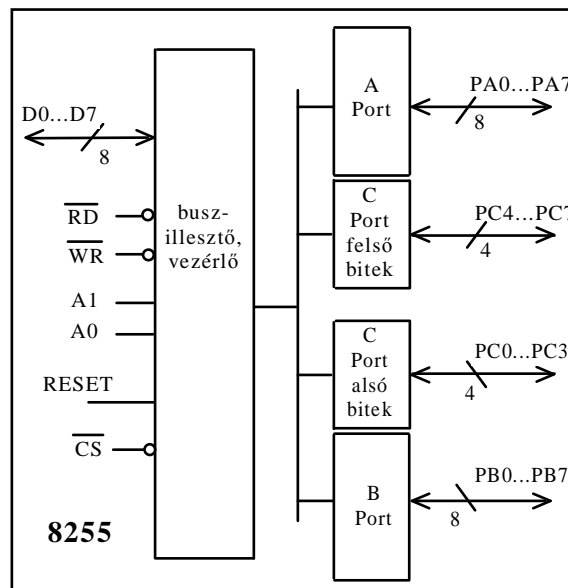 A
Port
PA0...PA7
8
D0...D7
8
C
Port
felső
bitek
PC4...PC7
4
RD
WR
A1
A0
RESET
CS
busz-
illesztő,
vezérlő
C
Port
alsó
bitek
PC0...PC3
4
B
Port
PB0...PB7
8
8255